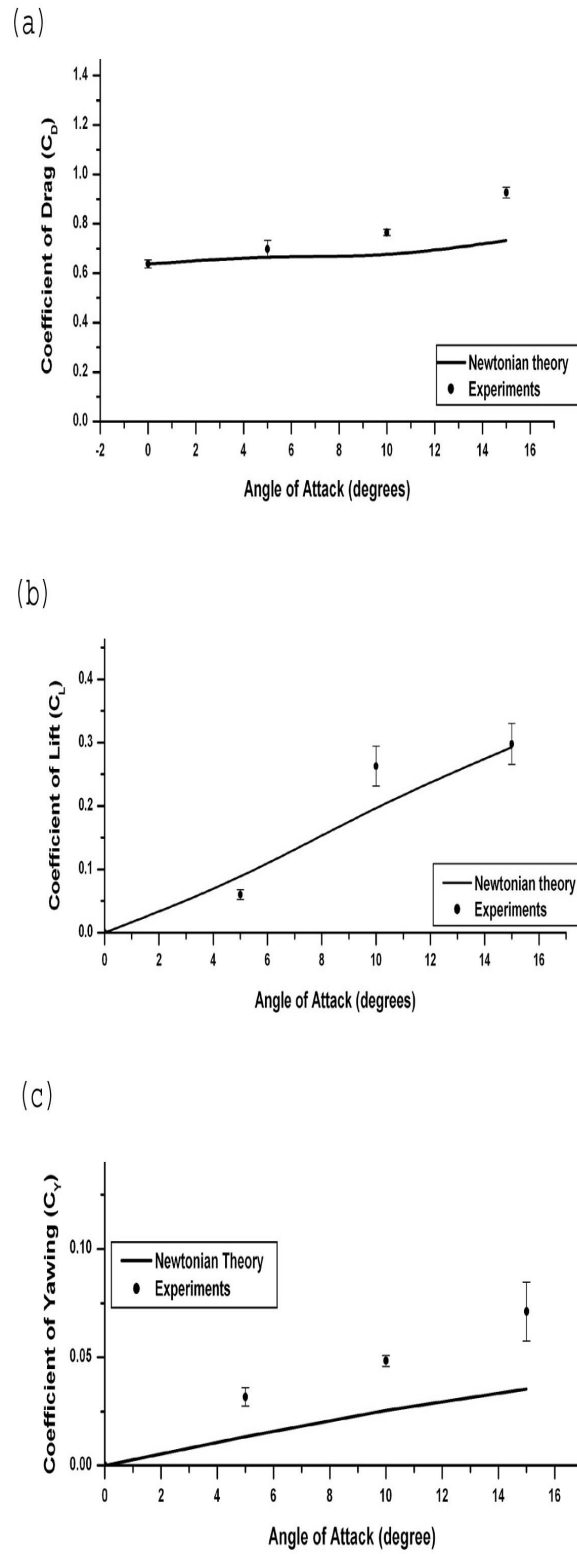 (a)
1.4
1.2
1.0
0.8
0.6
0.4
0.2
0.0
Coefficient of Drag (C_D)
Newtonian theory
Experiments
-2 0 2 4 6 8 10 12 14 16
Angle of Attack (degrees)
(b)
0.4
0.3
0.2
0.1
0.0
Coefficient of Lift (C_L)
Newtonian theory
Experiments
0 2 4 6 8 10 12 14 16
Angle of Attack (degrees)
(c)
0.10
0.05
0.00
Coefficient of Yawing (C_Y)
Newtonian Theory
Experiments
0 2 4 6 8 10 12 14 16
Angle of Attack (degree)